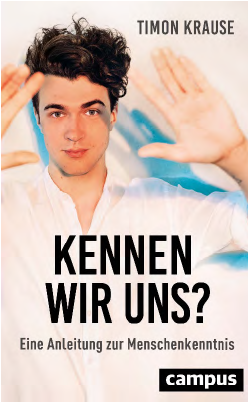 TIMON KRAUSE
KENNEN
WIR UNS?
Eine Anleitung zur Menschenkenntnis
campus